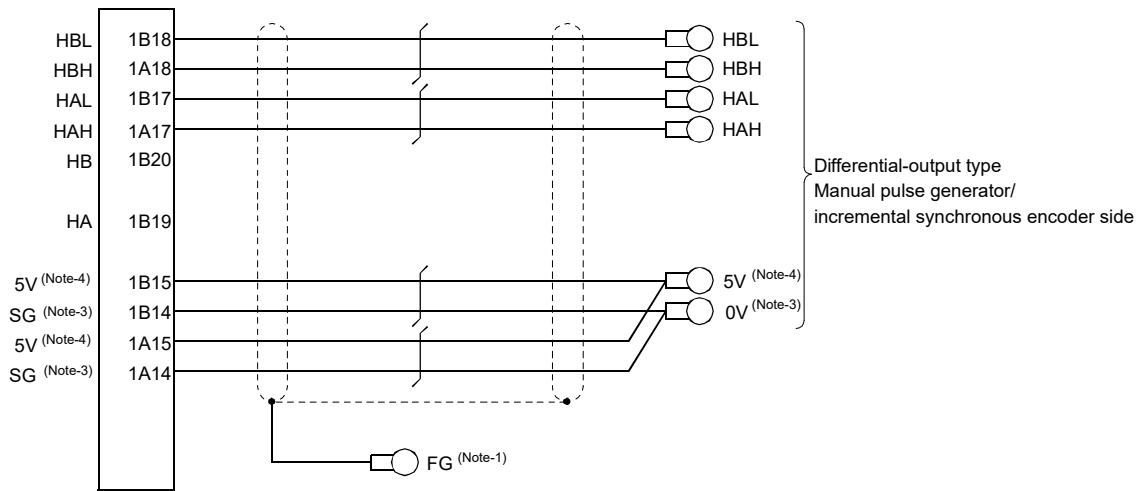 HBL 1B18 HBL
HBH 1A18 HBH
HAL 1B17 HAL
HAH 1A17 HAH
HB 1B20
Differential-output type
Manual pulse generator/
incremental synchronous encoder side
HA 1B19
5V (Note-4) 1B15 5V (Note-4)
SG (Note-3) 1B14 0V (Note-3)
5V (Note-4) 1A15
SG (Note-3) 1A14
FG (Note-1)